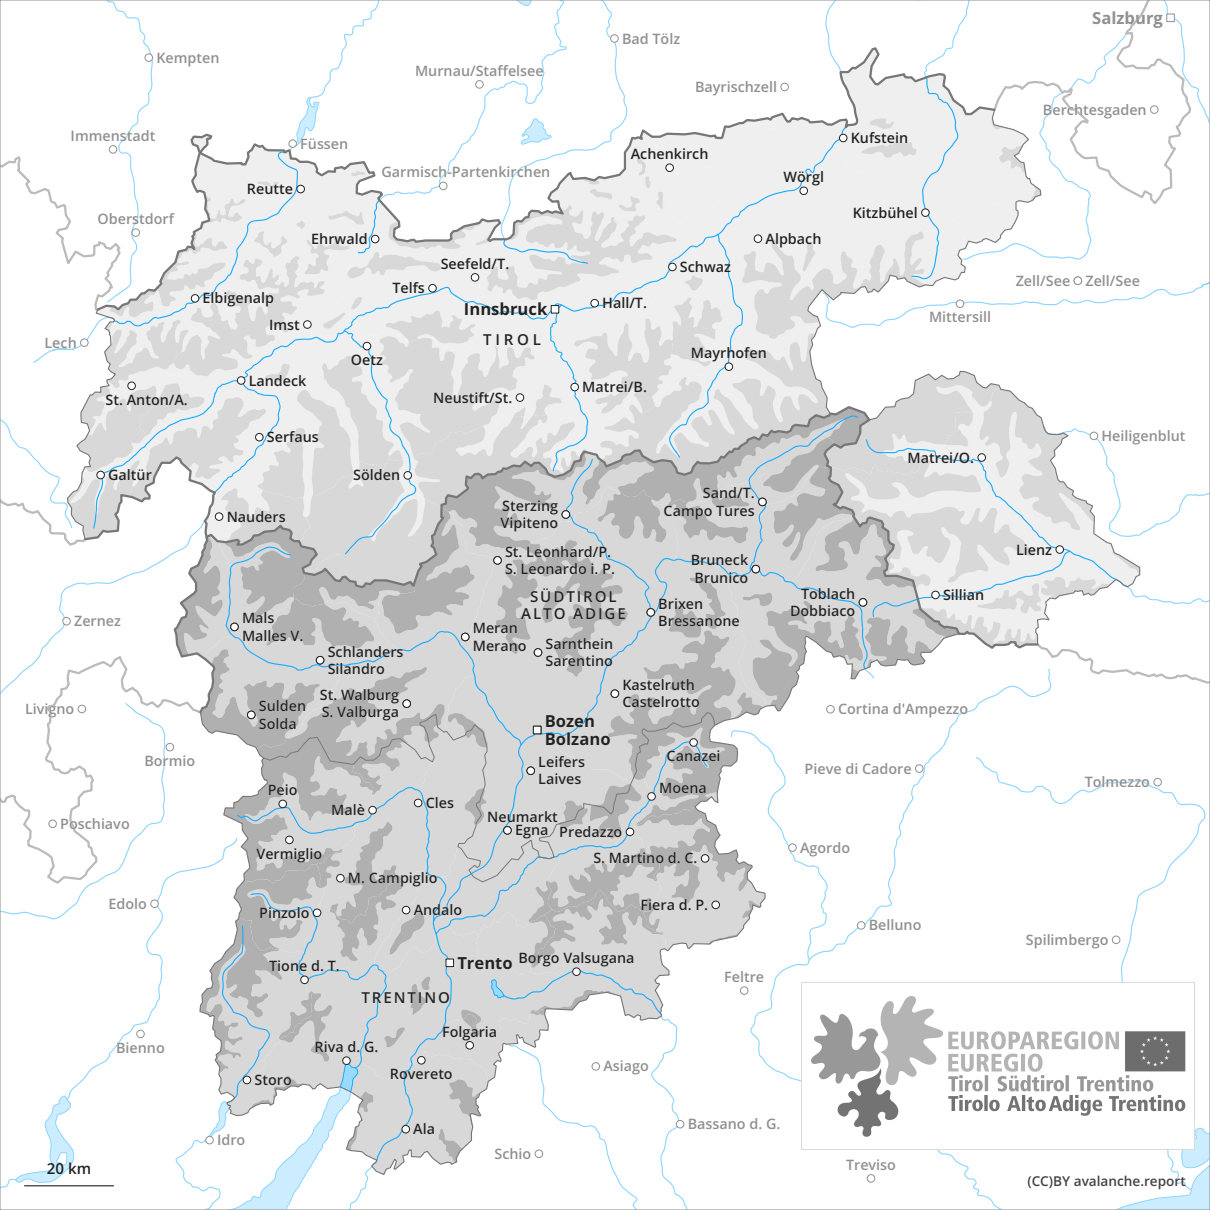 Salzburg
Bad Tölz
Kempten
Murnau/Staffelsee
Bayrischzell
Berchtesgaden
Immenstadt
Füssen
Kufstein
Achenkirch
Garmisch-Partenkirchen
Wörgl
Reutte
Oberstdorf
Kitzbühel
Ehrwald
Alpbach
Seefeld/T.
Schwaz
Zell/See
Zell/See
Telfs
Elbigenalp
Innsbruck
Hall/T.
Mittersill
Imst
TIROL
Lech
Oetz
Mayrhofen
Landeck
Matrei/B.
St. Anton/A.
Neustift/St.
Serfaus
Heiligenblut
Matrei/O.
Galtür
Sölden
Sand/T.
Campo Tures
Sterzing
Vipiteno
Nauders
St. Leonhard/P.
S. Leonardo i. P.
Lienz
Bruneck
Brunico
SÜDTIROL
ALTO ADIGE
Toblach
Dobbiaco
Sillian
Brixen
Bressanone
Zernez
Mals
Malles V.
Meran
Merano
Sarnthein
Sarentino
Schlanders
Silandro
Kastelruth
Castelrotto
St. Walburg
S. Valburga
Sulden
Solda
Livigno
Cortina d'Ampezzo
Bozen
Bolzano
Bormio
Canazei
Leifers
Laives
Pieve di Cadore
Tolmezzo
Peio
Moena
Malè
Cles
Neumarkt
Egna
Predazzo
Poschiavo
Vermiglio
S. Martino d. C.
Agordo
M. Campiglio
Edolo
Pinzolo
Andalo
Fiera d. P.
Belluno
Spilimbergo
Trento
Borgo Valsugana
Tione d. T.
Feltre
TRENTINO
Folgaria
Bienno
Riva d. G.
Rovereto
Asiago
Storo
EUROPAREGION
EUREGIO
Tirol Südtirol Trentino
Tirolo Alto Adige Trentino
Ala
Bassano d. G.
Idro
Schio
Treviso
20 km
(CC)BY avalanche.report